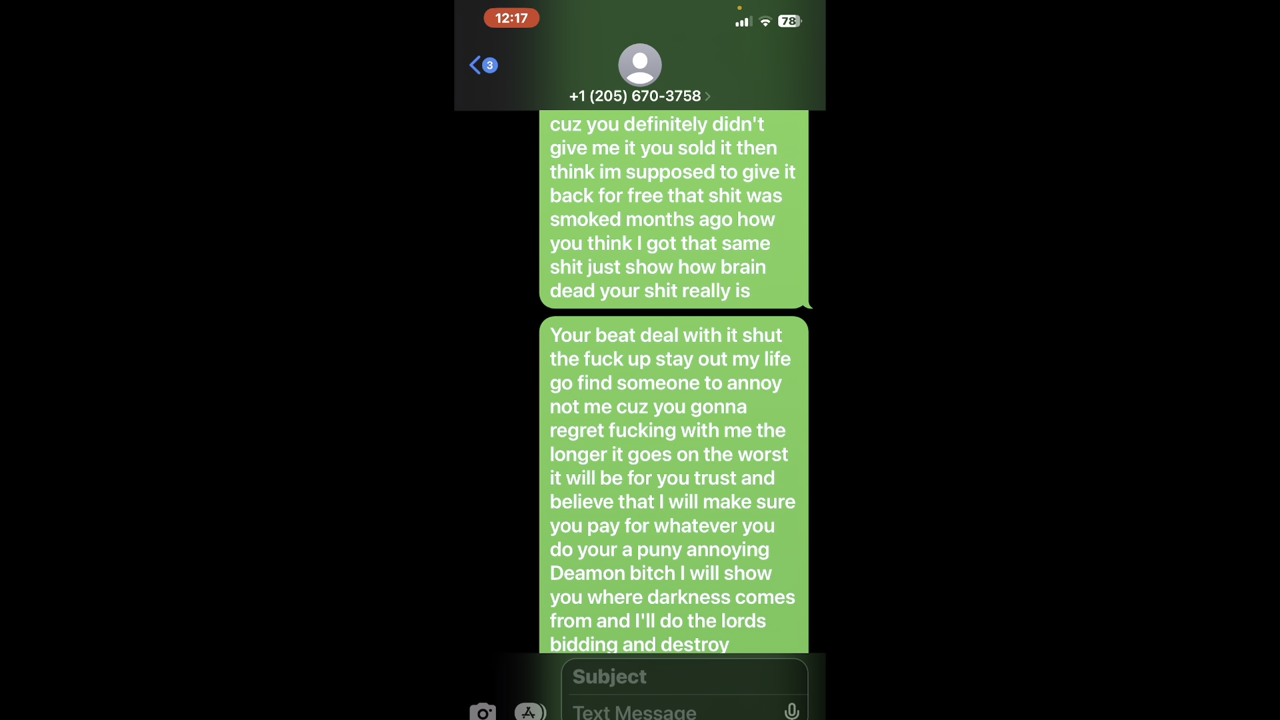 12:17
78
3
+1 (205) 670-3758
cuz you definitely didn't
give me it you sold it then
think im supposed to give it
back for free that shit was
smoked months ago how
you think I got that same
shit just show how brain
dead your shit really is
Your beat deal with it shut
the fuck up stay out my life
go find someone to annoy
not me cuz you gonna
regret fucking with me the
longer it goes on the worst
it will be for you trust and
believe that I will make sure
you pay for whatever you
do your a puny annoying
Deamon bitch I will show
you where darkness comes
from and I'll do the lords
bidding and destroy
Subject
Text Message